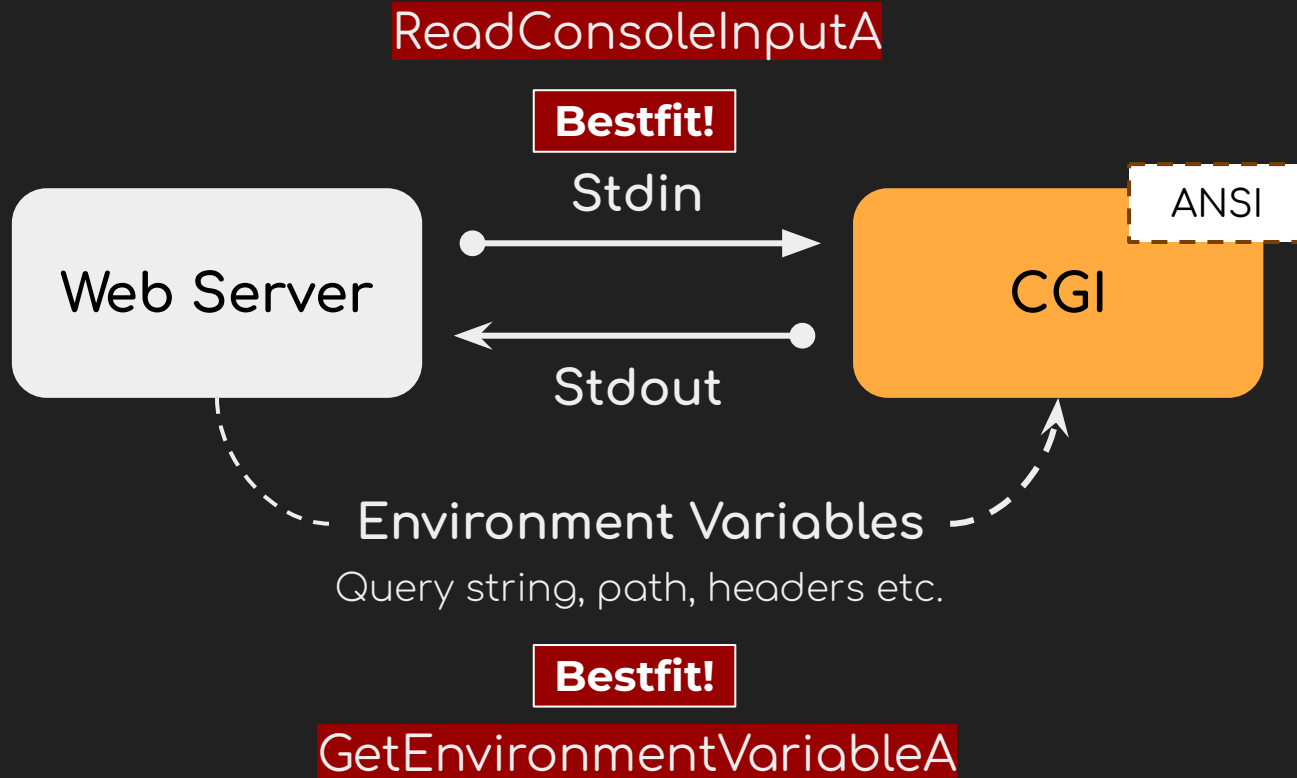 ReadConsoleInputA
Bestfit!
Stdin
ANSI
Web Server
CGI
Stdout
Environment Variables
Query string, path, headers etc.
Bestfit!
GetEnvironmentVariableA